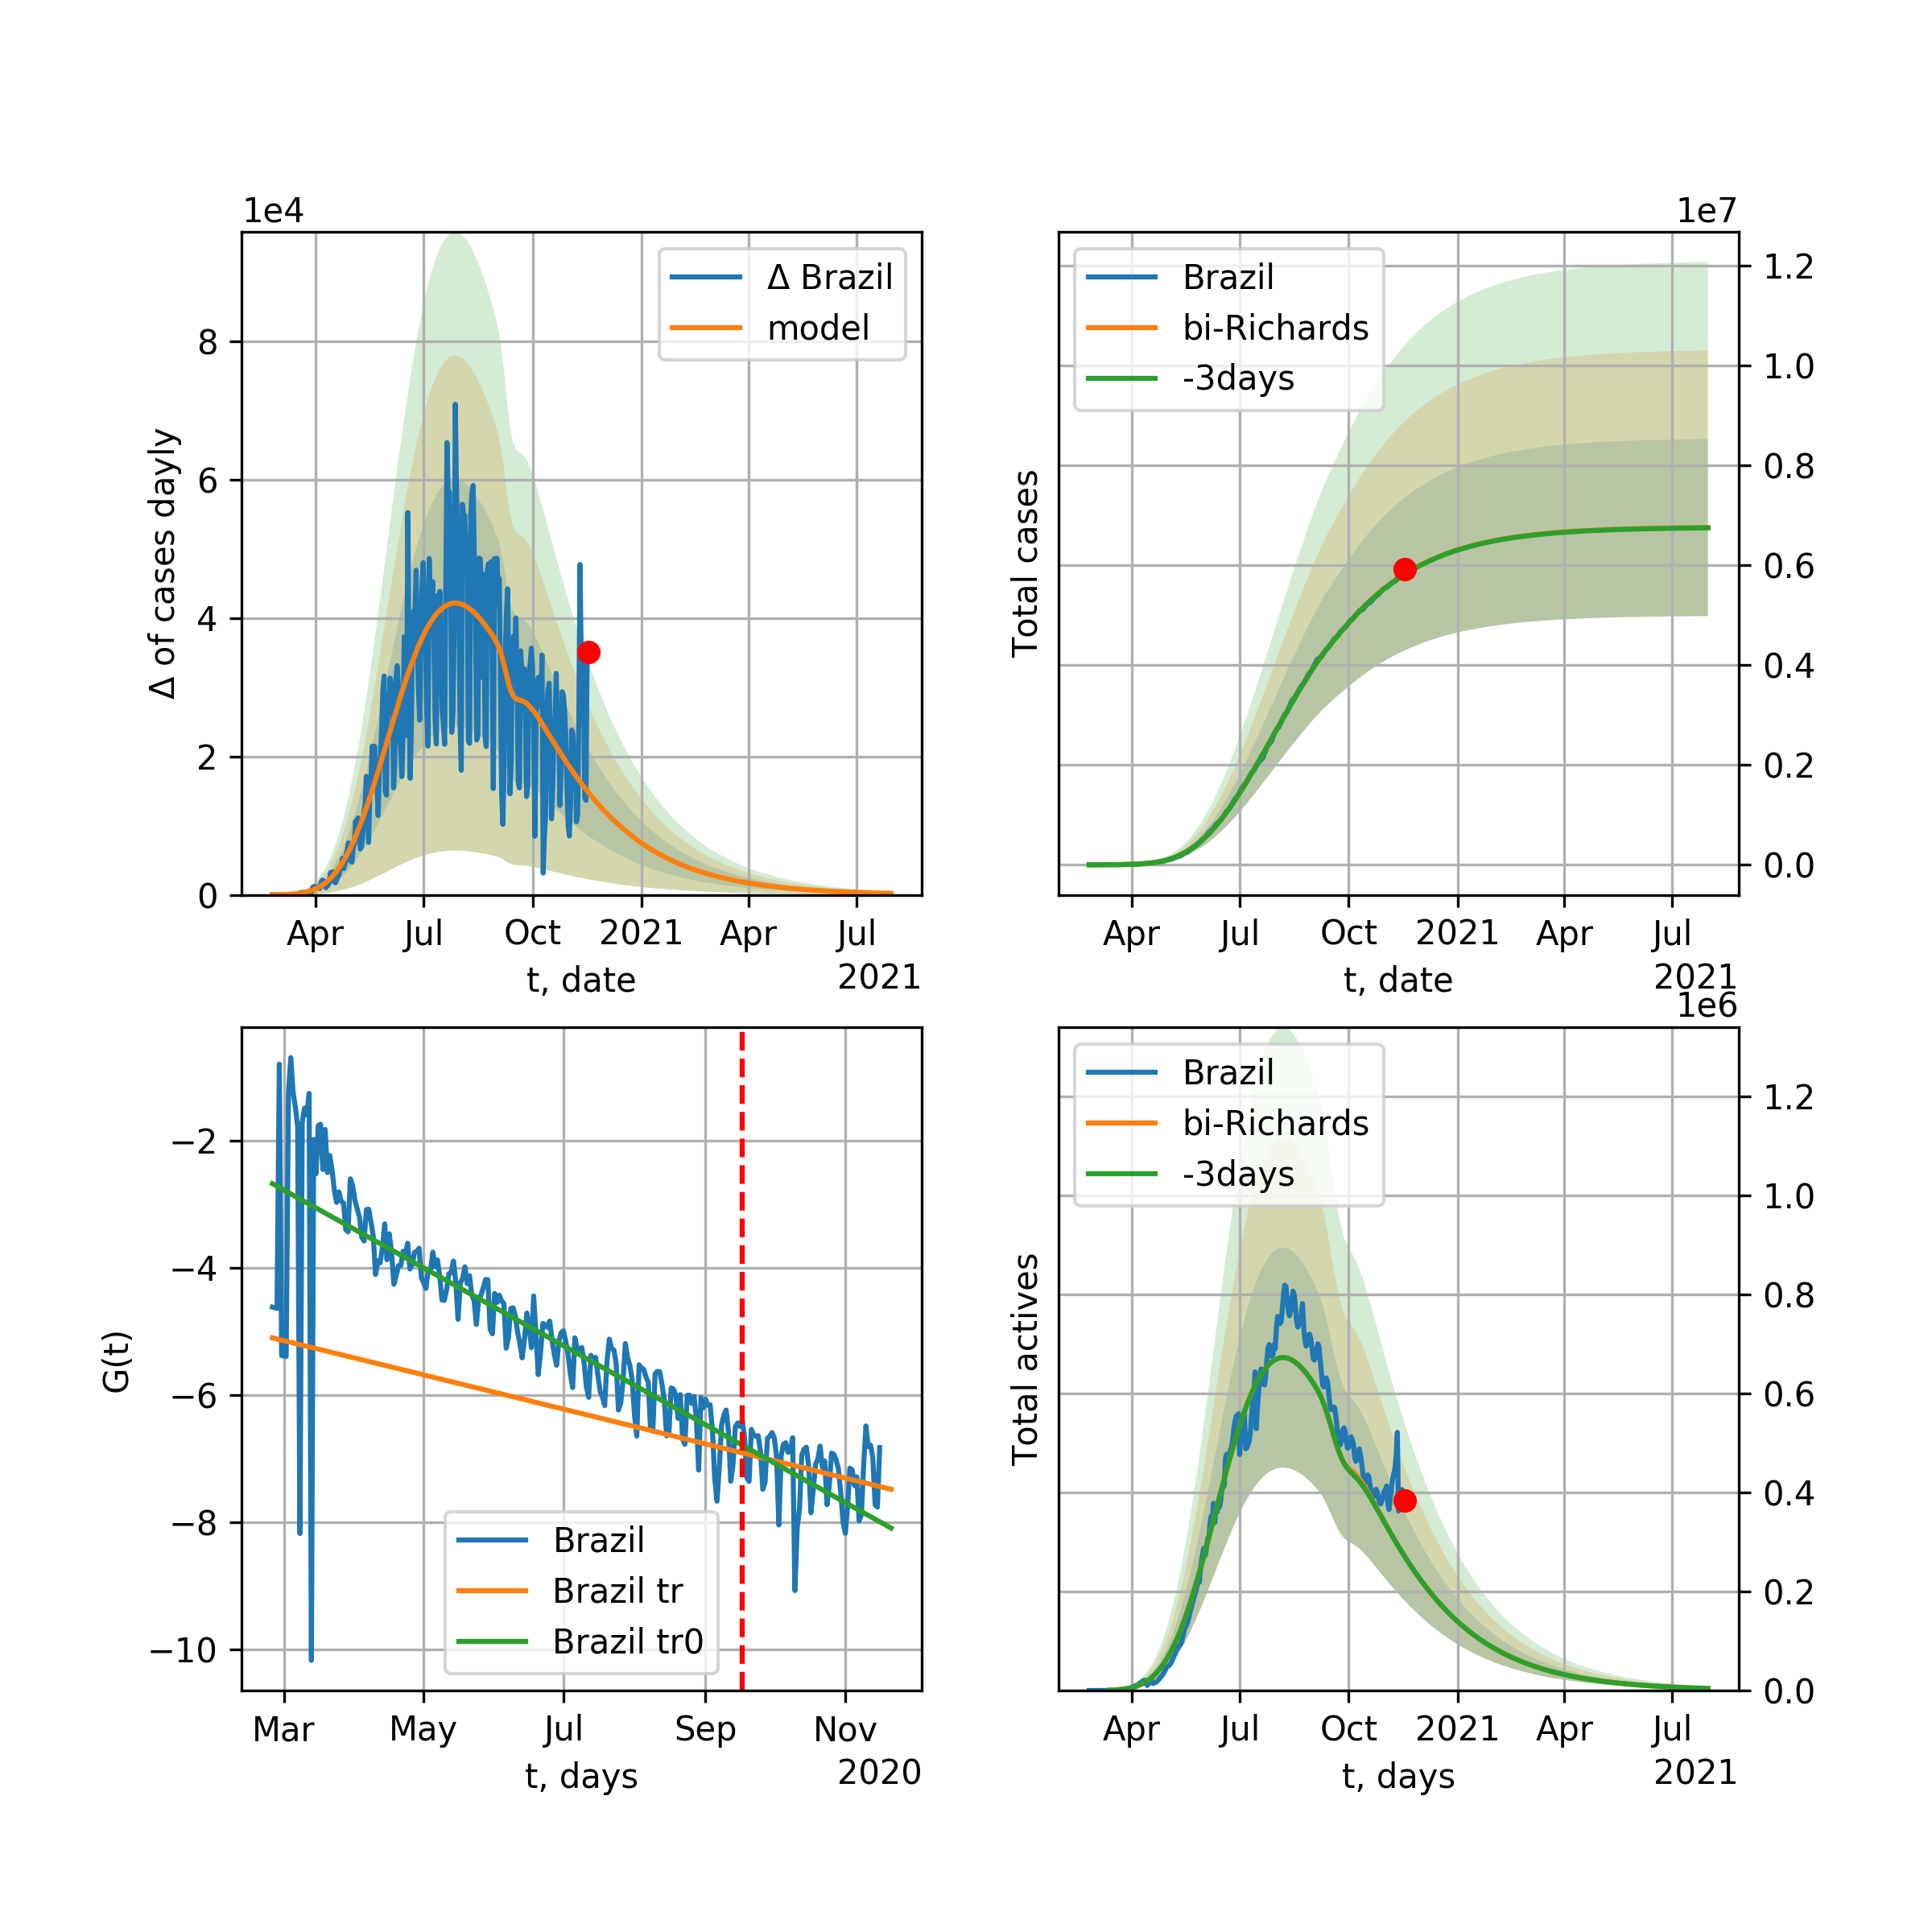 1e4
Δ of cases dayly
8
6
4
2
0
Δ Brazil
model
Apr Jul Oct 2021 Apr Jul
t, date 2021
1e7
Total cases
Brazil
bi-Richards
-3days
1.2
1.0
0.8
0.6
0.4
0.2
0.0
Apr Jul Oct 2021 Apr Jul
t, date 2021
G(t)
−2
−4
−6
−8
−10
Brazil
Brazil tr
Brazil tr0
Mar May Jul Sep Nov
t, days 2020
1e6
Total actives
Brazil
bi-Richards
-3days
1.2
1.0
0.8
0.6
0.4
0.2
0.0
Apr Jul Oct 2021 Apr Jul
t, days 2021